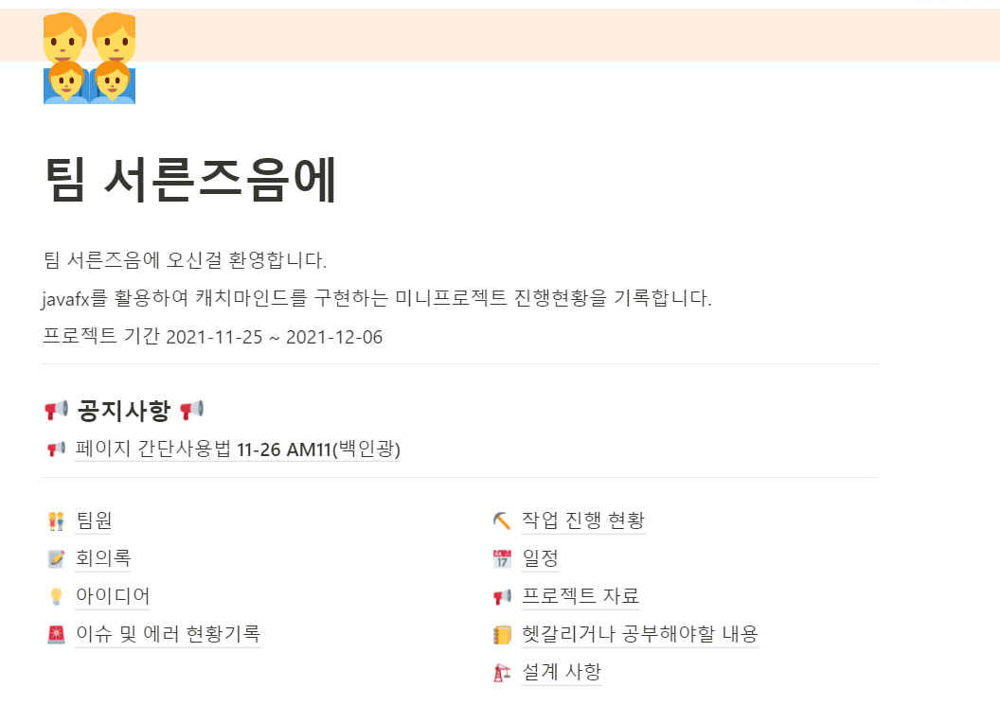 팀 서른즈음에
팀 서른즈음에 오신걸 환영합니다.
javafx를 활용하여 캐치마인드를 구현하는 미니프로젝트 진행현황을 기록합니다.
프로젝트 기간 2021-11-25 ~ 2021-12-06
📢 공지사항 📢
📢 페이지 간단사용법 11-26 AM11(백인광)
팀원
회의록
아이디어
이슈 및 에러 현황기록
작업 진행 현황
일정
프로젝트 자료
헷갈리거나 공부해야할 내용
설계 사항